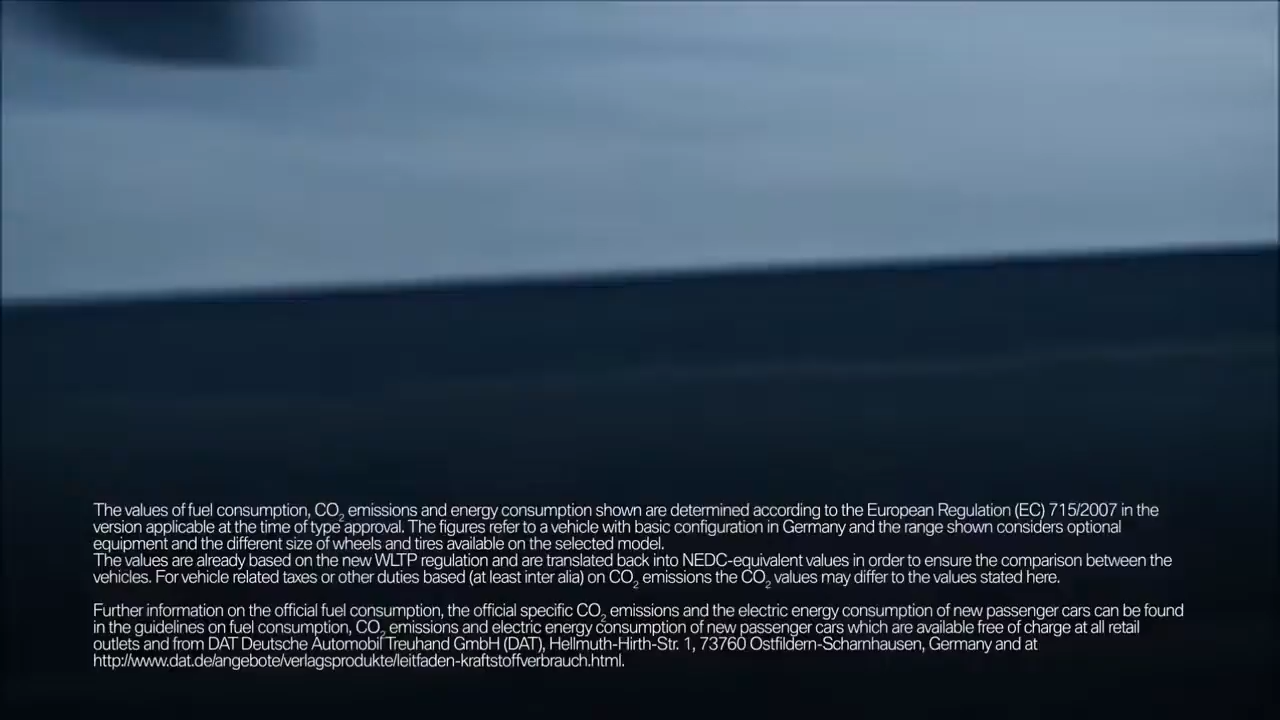 The values of fuel consumption, CO₂ emissions and energy consumption shown are determined according to the European Regulation (EC) 715/2007 in the
version applicable at the time of type approval. The figures refer to a vehicle with basic configuration in Germany and the range shown considers optional
equipment and the different size of wheels and tires available on the selected model.
The values are already based on the new WLTP regulation and are translated back into NEDC-equivalent values in order to ensure the comparison between the
vehicles. For vehicle related taxes or other duties based (at least inter alia) on CO₂ emissions the CO₂ values may differ to the values stated here.
Further information on the official fuel consumption, the official specific CO₂ emissions and the electric energy consumption of new passenger cars can be found
in the guidelines on fuel consumption, CO₂ emissions and electric energy consumption of new passenger cars which are available free of charge at all retail
outlets and from DAT Deutsche Automobil Treuhand GmbH (DAT), Hellmuth-Hirth-Str. 1, 73760 Ostfildern-Scharnhausen, Germany and at
http://www.dat.de/angebote/verlagsprodukte/leitfaden-kraftstoffverbrauch.html.